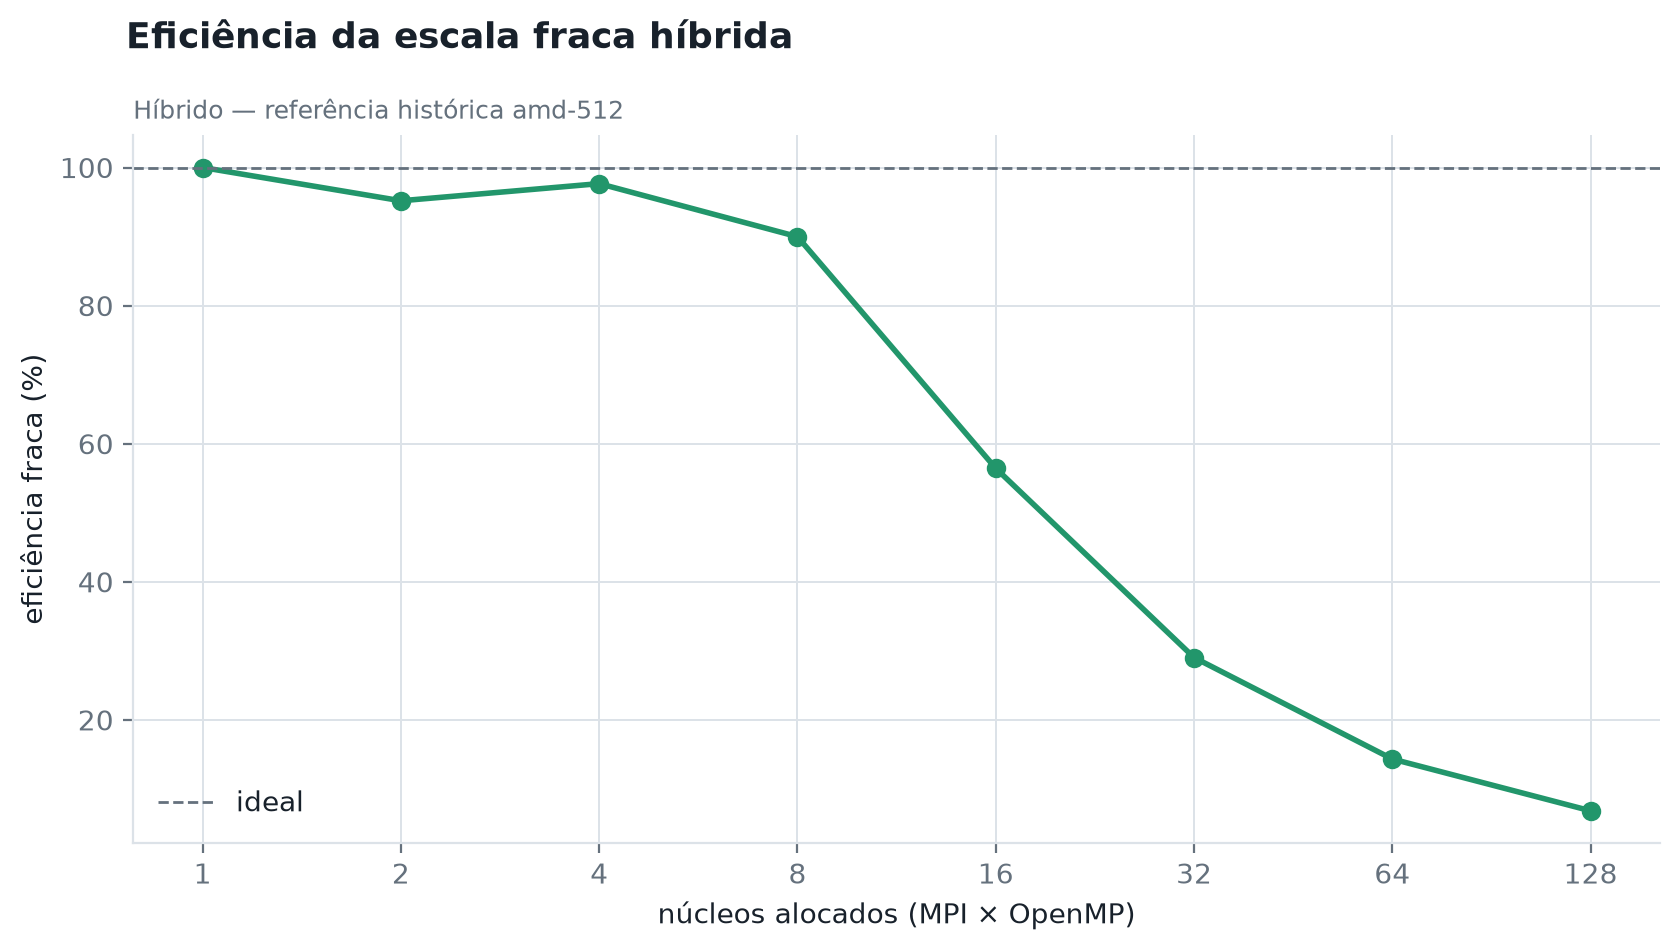 Eficiência da escala fraca híbrida
Híbrido — referência histórica amd-512
eficiência fraca (%)
100
80
60
40
20
ideal
1 2 4 8 16 32 64 128
núcleos alocados (MPI × OpenMP)